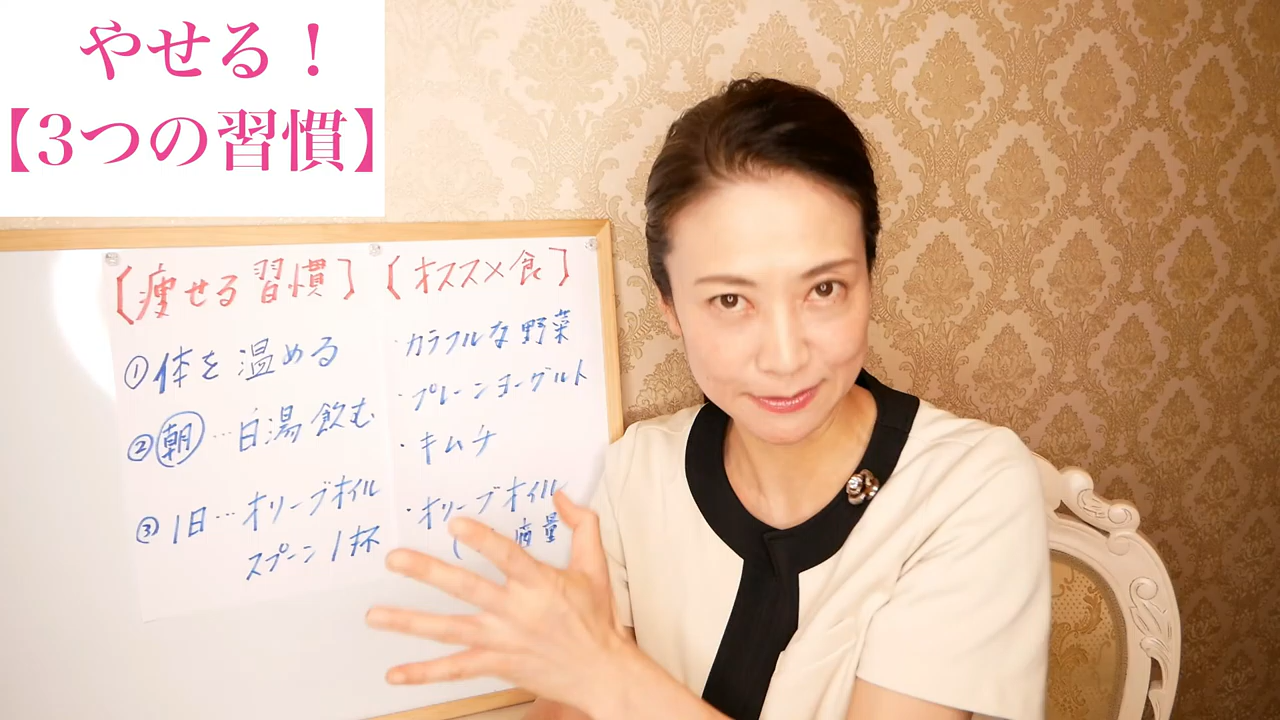 やせる！
【3つの習慣】
〔痩せる習慣〕
①体を温める
②朝…白湯飲む
③1日…オリーブオイル
スプーン1杯
〔オススメ食〕
・カラフルな野菜
・プレーンヨーグルト
・キムチ
・オリーブオイル
量